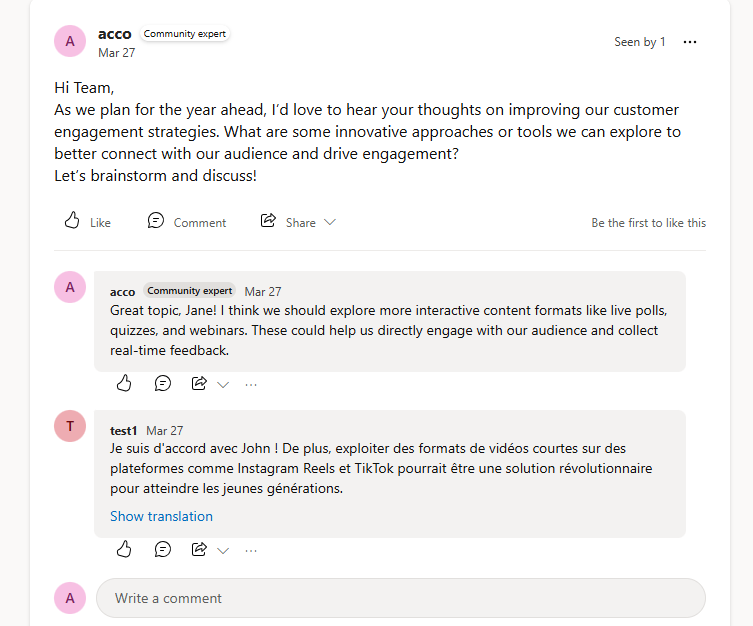 A
acco Community expert
Mar 27
Seen by 1
Hi Team,
As we plan for the year ahead, I'd love to hear your thoughts on improving our customer
engagement strategies. What are some innovative approaches or tools we can explore to
better connect with our audience and drive engagement?
Let's brainstorm and discuss!
Like Comment Share Be the first to like this
A
acco Community expert Mar 27
Great topic, Jane! I think we should explore more interactive content formats like live polls,
quizzes, and webinars. These could help us directly engage with our audience and collect
real-time feedback.
T
test1 Mar 27
Je suis d'accord avec John ! De plus, exploiter des formats de vidéos courtes sur des
plateformes comme Instagram Reels et TikTok pourrait être une solution révolutionnaire
pour atteindre les jeunes générations.
Show translation
A
Write a comment